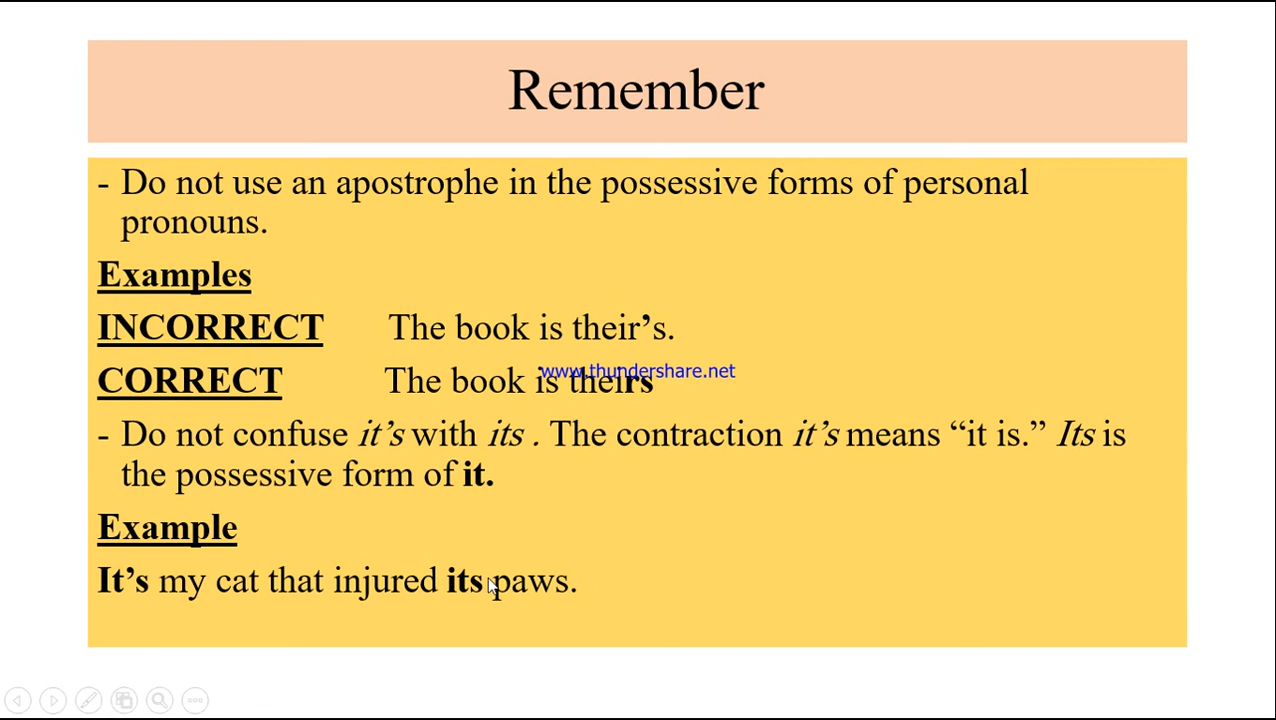 Remember
- Do not use an apostrophe in the possessive forms of personal
pronouns.
Examples
INCORRECT The book is their’s.
CORRECT The book is theirs
www.thundershare.net
- Do not confuse it’s with its . The contraction it’s means “it is.” Its is
the possessive form of it.
Example
It’s my cat that injured its paws.